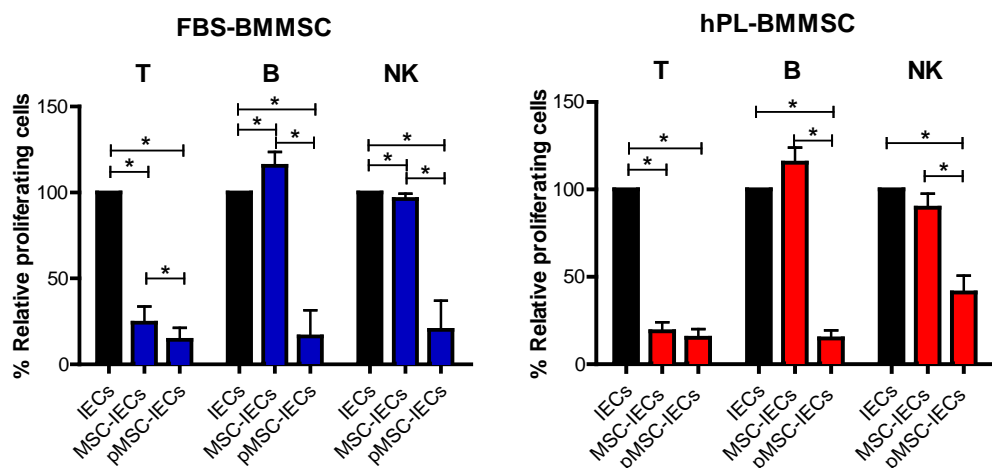 FBS-BMMSC
T B NK
% Relative proliferating cells
150
100
50
0
* * * * * * * * *
IECs MSC-IECs pMSC-IECs IECs MSC-IECs pMSC-IECs IECs MSC-IECs pMSC-IECs
hPL-BMMSC
T B NK
% Relative proliferating cells
150
100
50
0
* * * * * *
IECs MSC-IECs pMSC-IECs IECs MSC-IECs pMSC-IECs IECs MSC-IECs pMSC-IECs